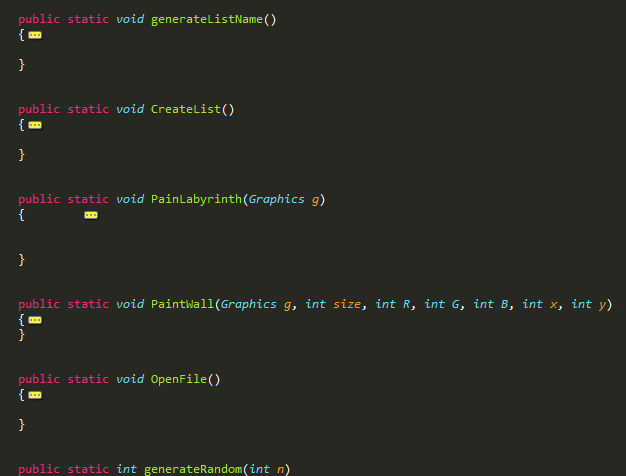 public static void generateListName()
{
}
public static void CreateList()
{
}
public static void PainLabyrinth(Graphics g)
{
}
public static void PaintWall(Graphics g, int size, int R, int G, int B, int x, int y)
{
}
public static void OpenFile()
{
}
public static int generateRandom(int n)